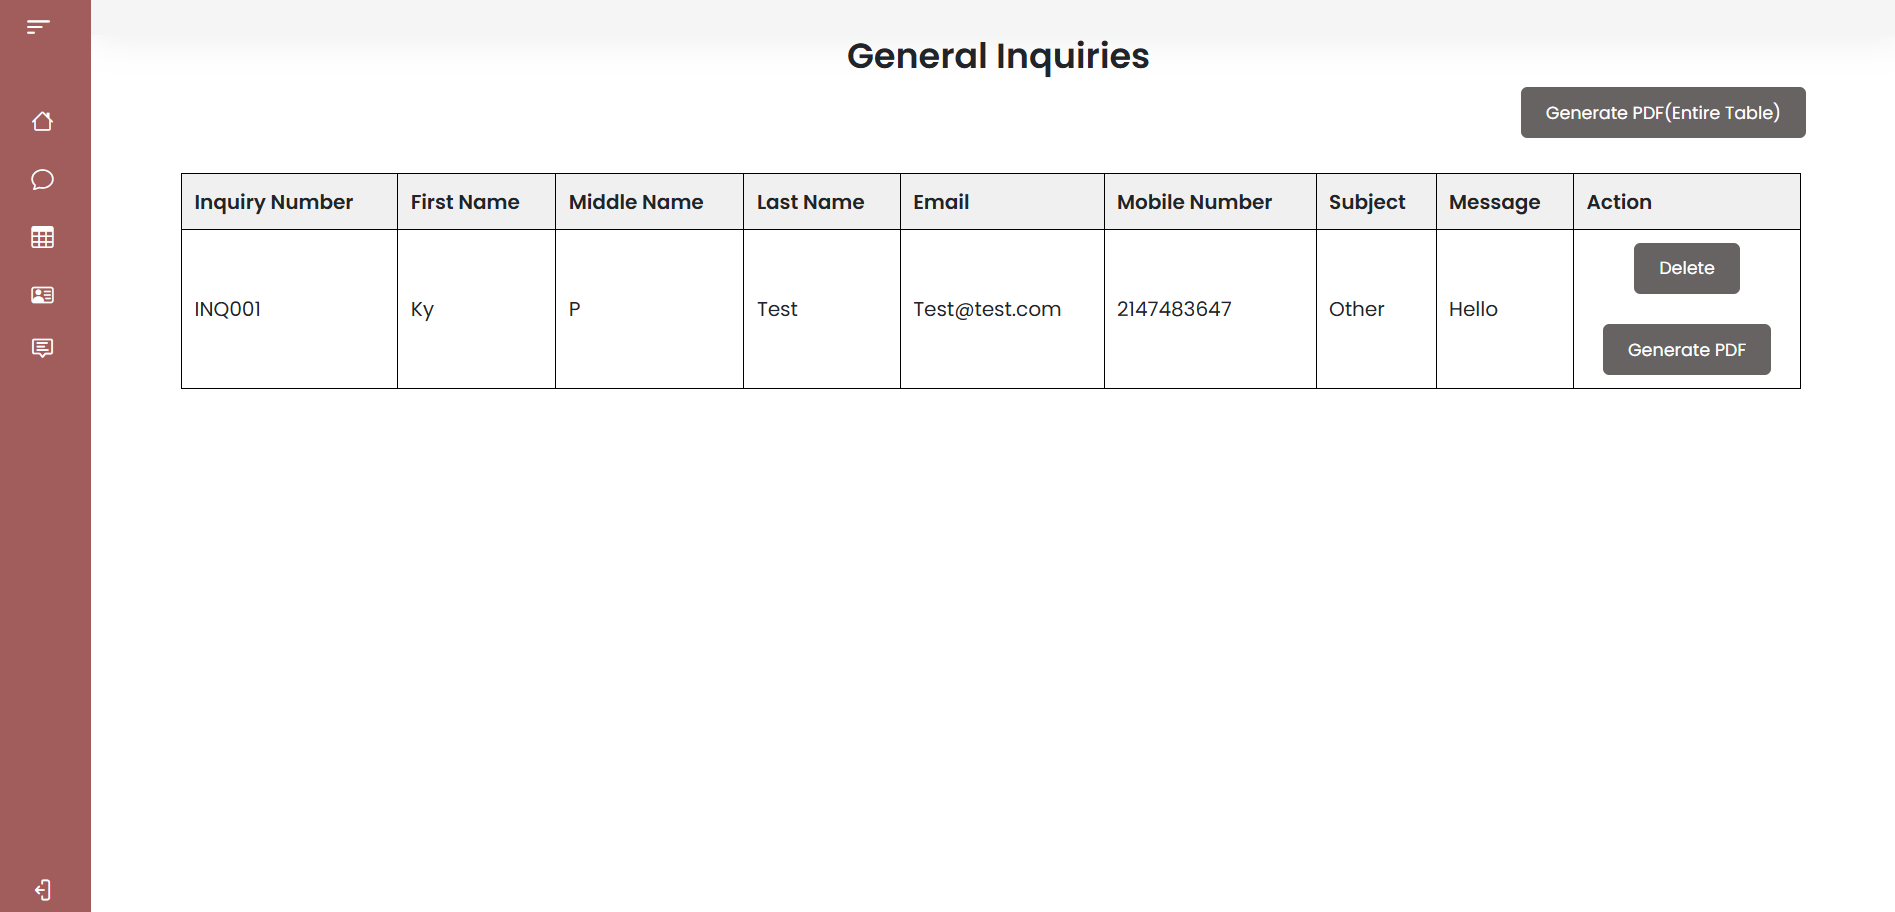 General Inquiries
Generate PDF(Entire Table)
Inquiry Number First Name Middle Name Last Name Email Mobile Number Subject Message Action
INQ001 Ky P Test Test@test.com 2147483647 Other Hello
Delete
Generate PDF